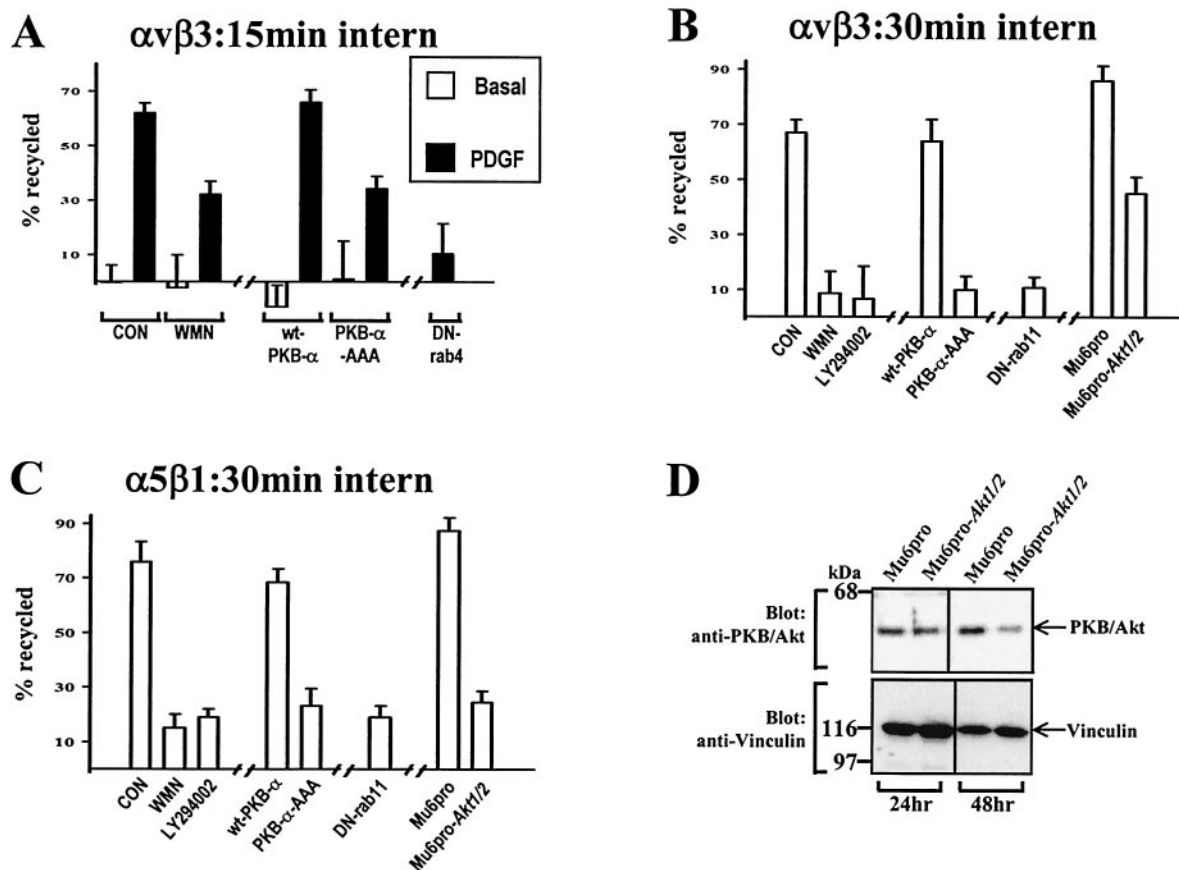 A
αvβ3:15min intern
% recycled
70
50
30
10
Basal
PDGF
CON
WMN
wt-
PKB-α
PKB-α
-AAA
DN-
rab4
B
αvβ3:30min intern
% recycled
90
70
50
30
10
CON
WMN
LY294002
wt-PKB-α
PKB-α-AAA
DN-rab11
Mu6pro
Mu6pro-Akt1/2
C
α5β1:30min intern
% recycled
90
70
50
30
10
CON
WMN
LY294002
wt-PKB-α
PKB-α-AAA
DN-rab11
Mu6pro
Mu6pro-Akt1/2
D
Mu6pro
Mu6pro-Akt1/2
Mu6pro
Mu6pro-Akt1/2
kDa
68
Blot:
anti-PKB/Akt
PKB/Akt
Blot:
anti-Vinculin
116
97
Vinculin
24hr
48hr